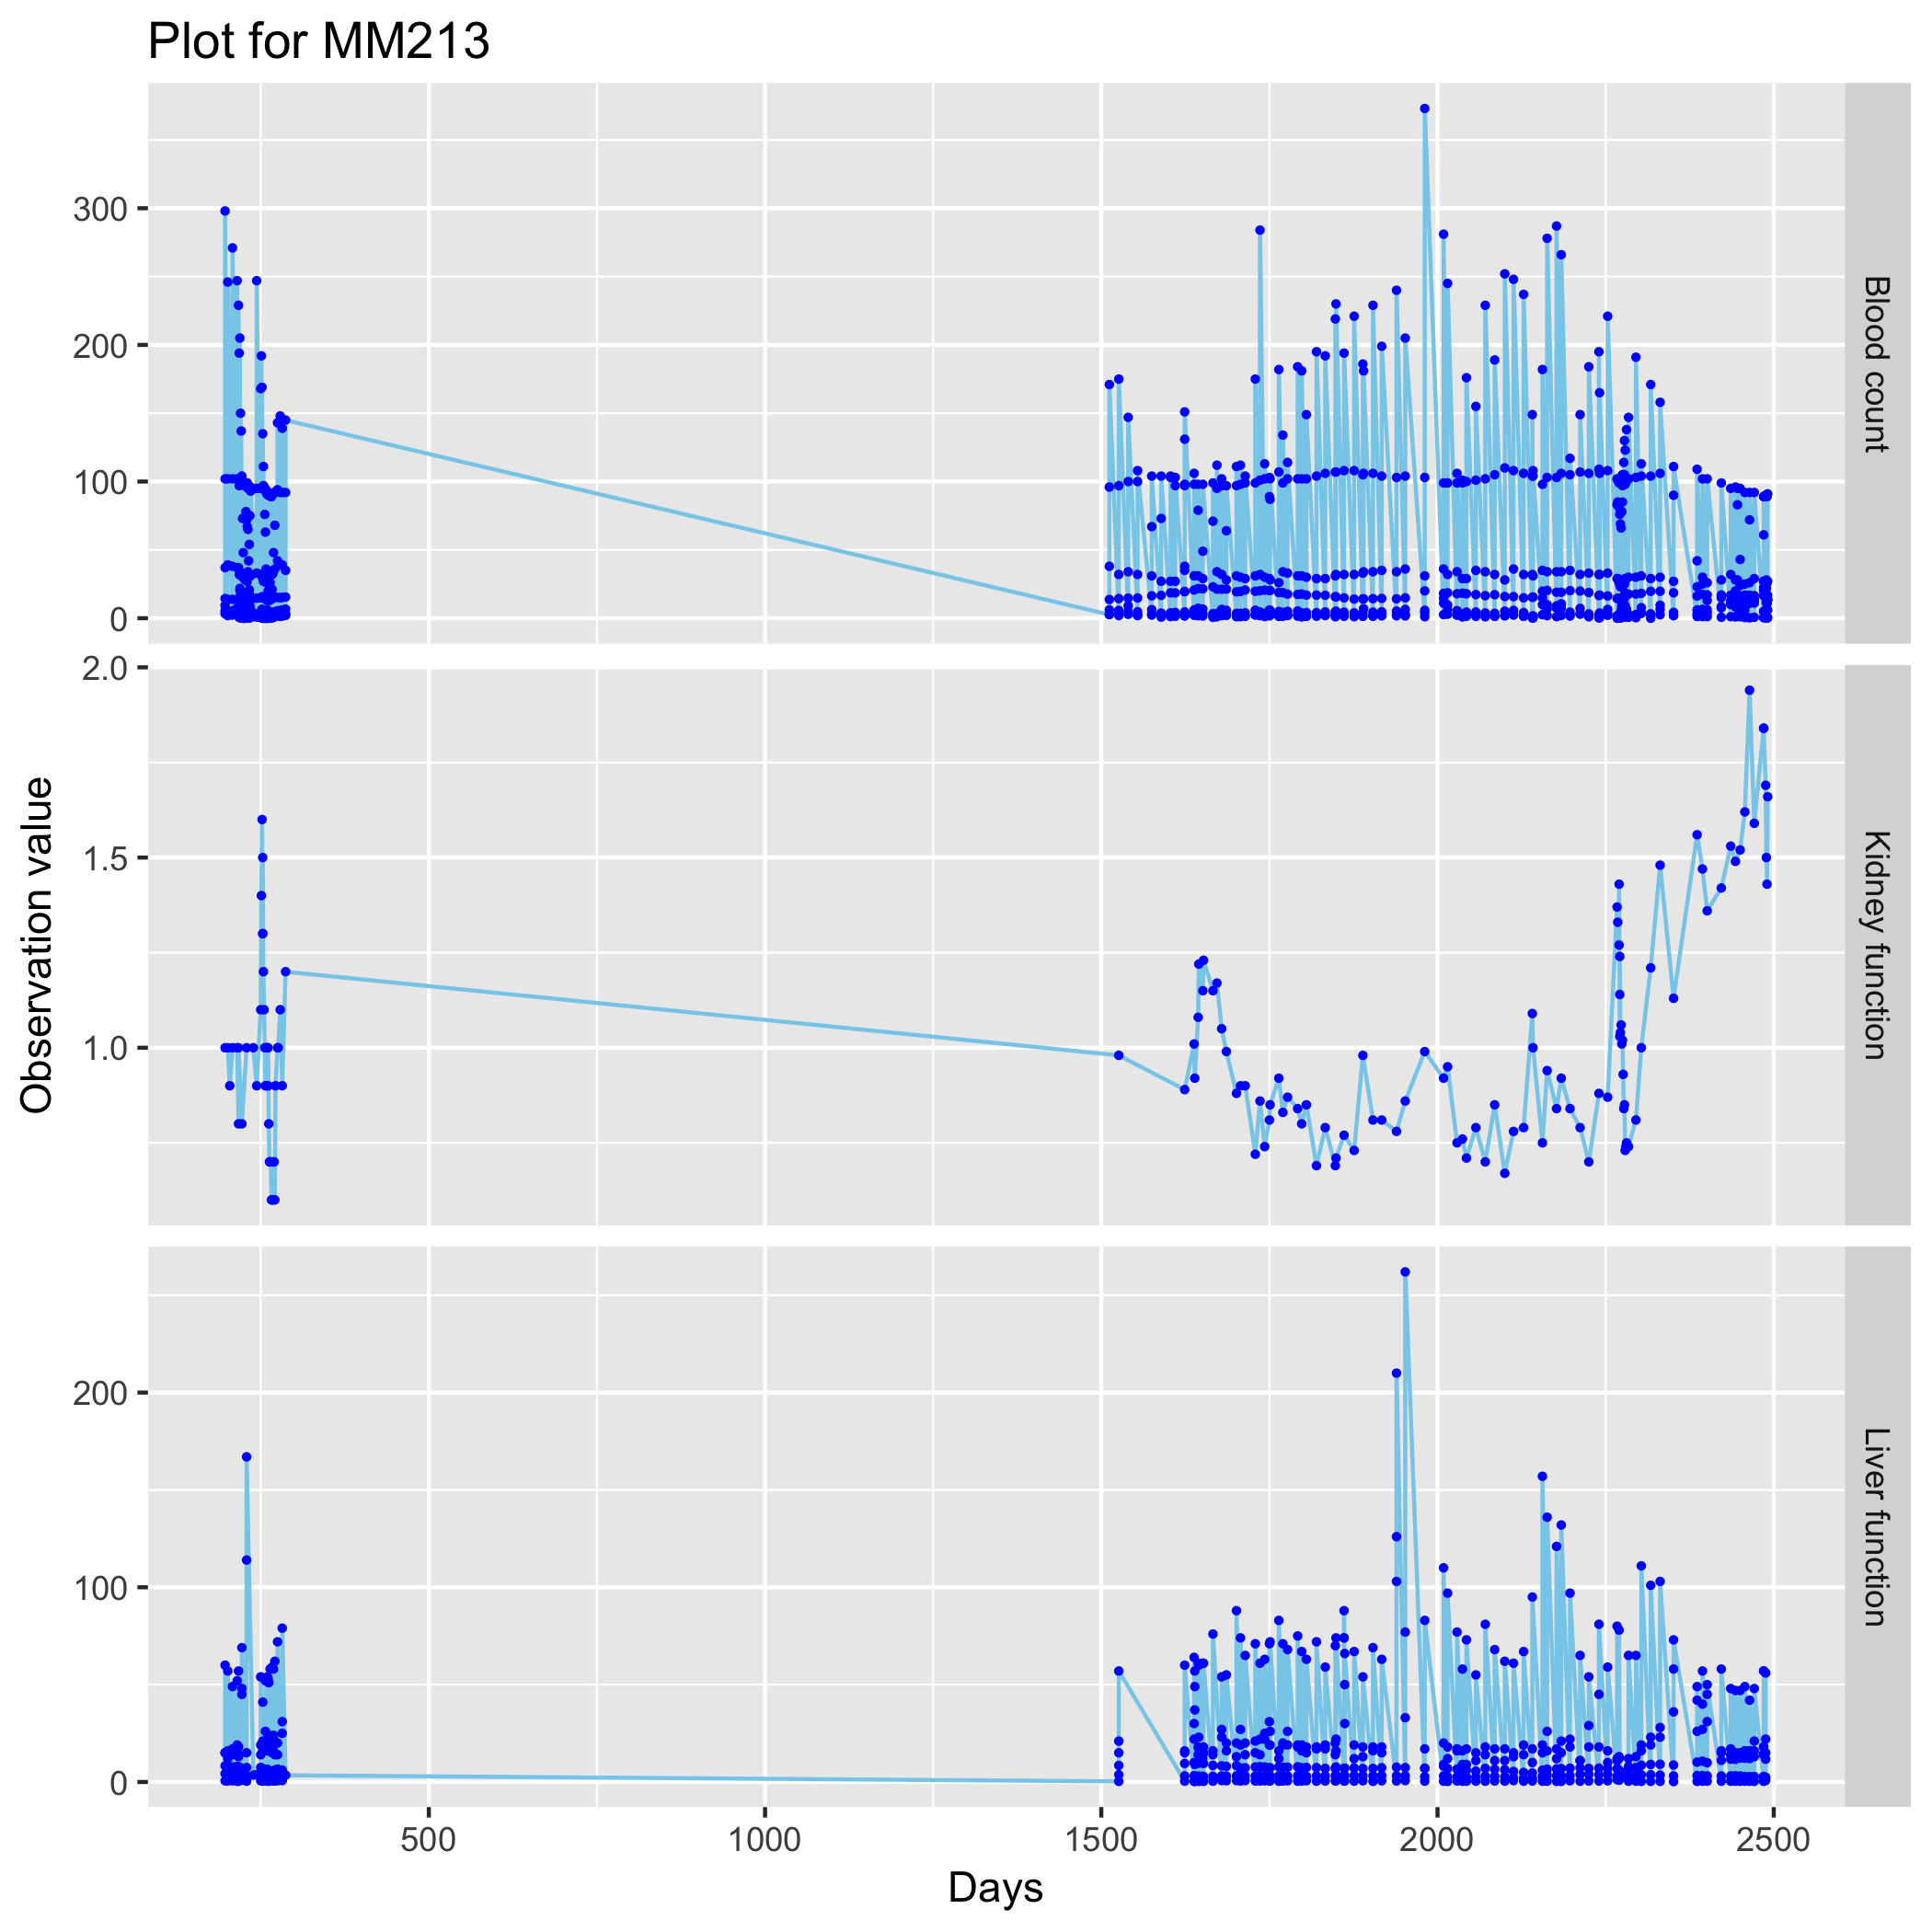 Plot for MM213
300
200
100
0
Blood count
2.0
1.5
1.0
Kidney function
200
100
0
Liver function
Observation value
500 1000 1500 2000 2500
Days